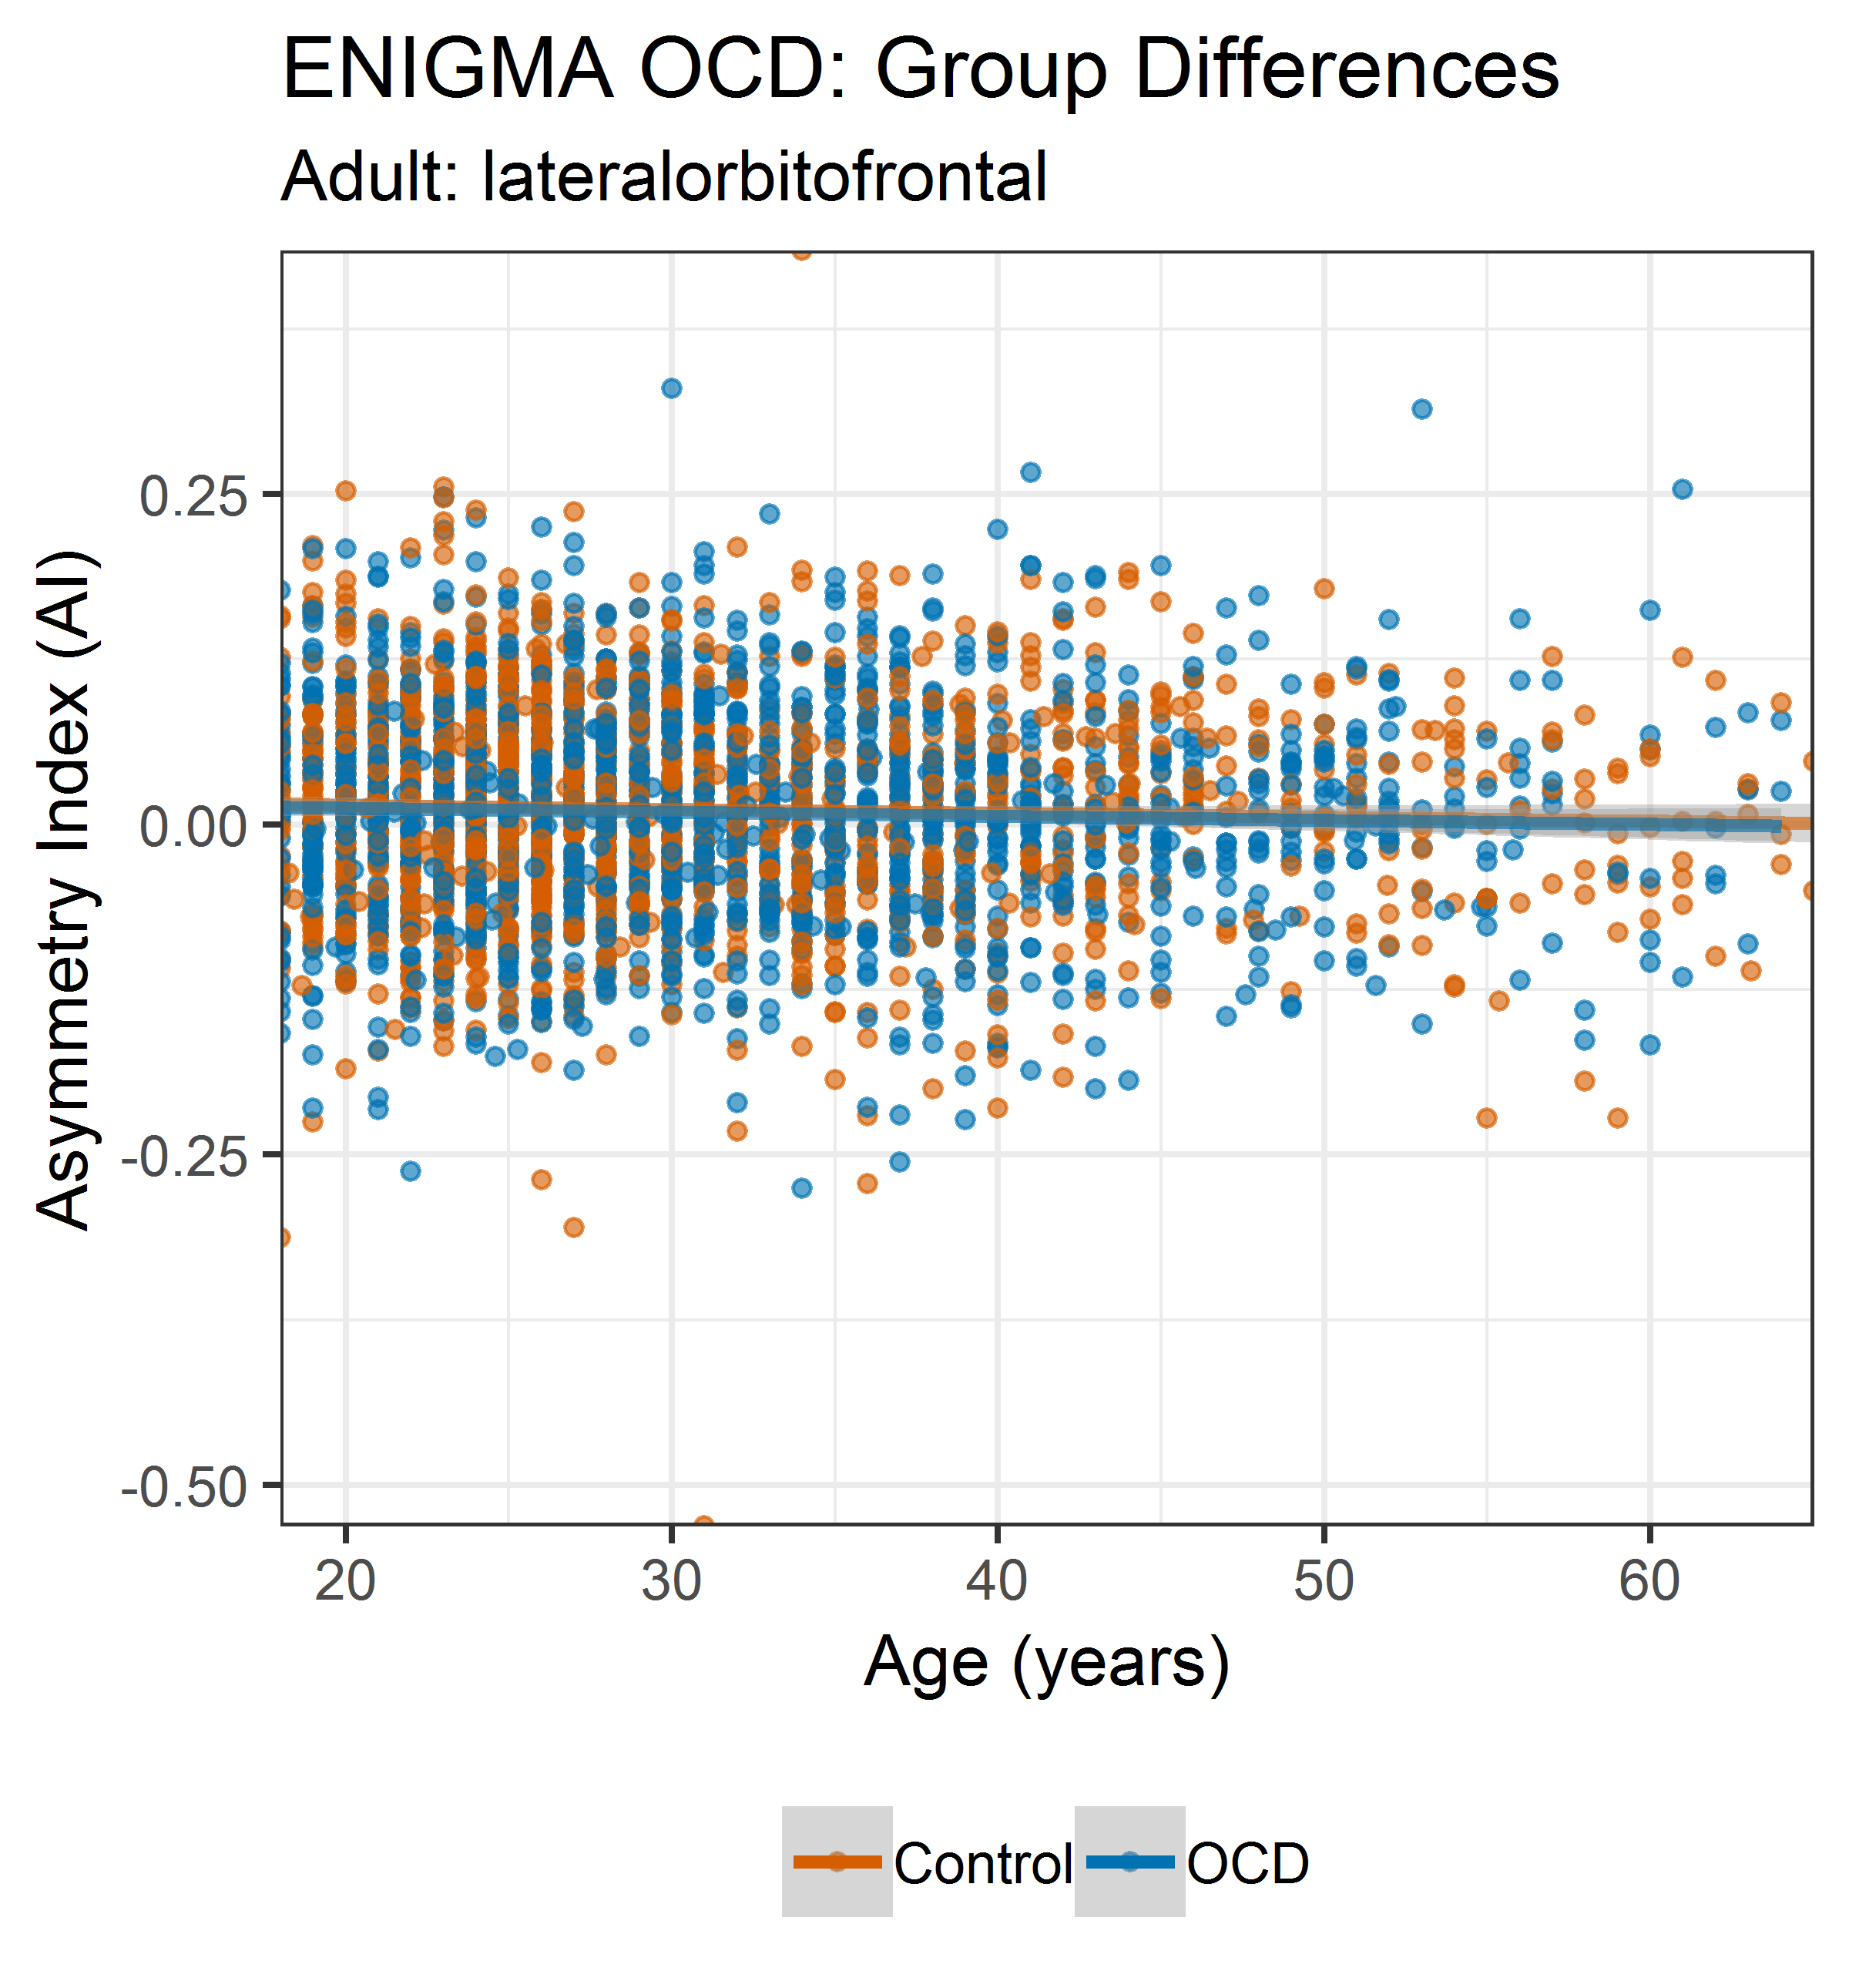 ENIGMA OCD: Group Differences
Adult: lateralorbitofrontal
Asymmetry Index (AI)
0.25
0.00
-0.25
-0.50
20 30 40 50 60
Age (years)
Control OCD